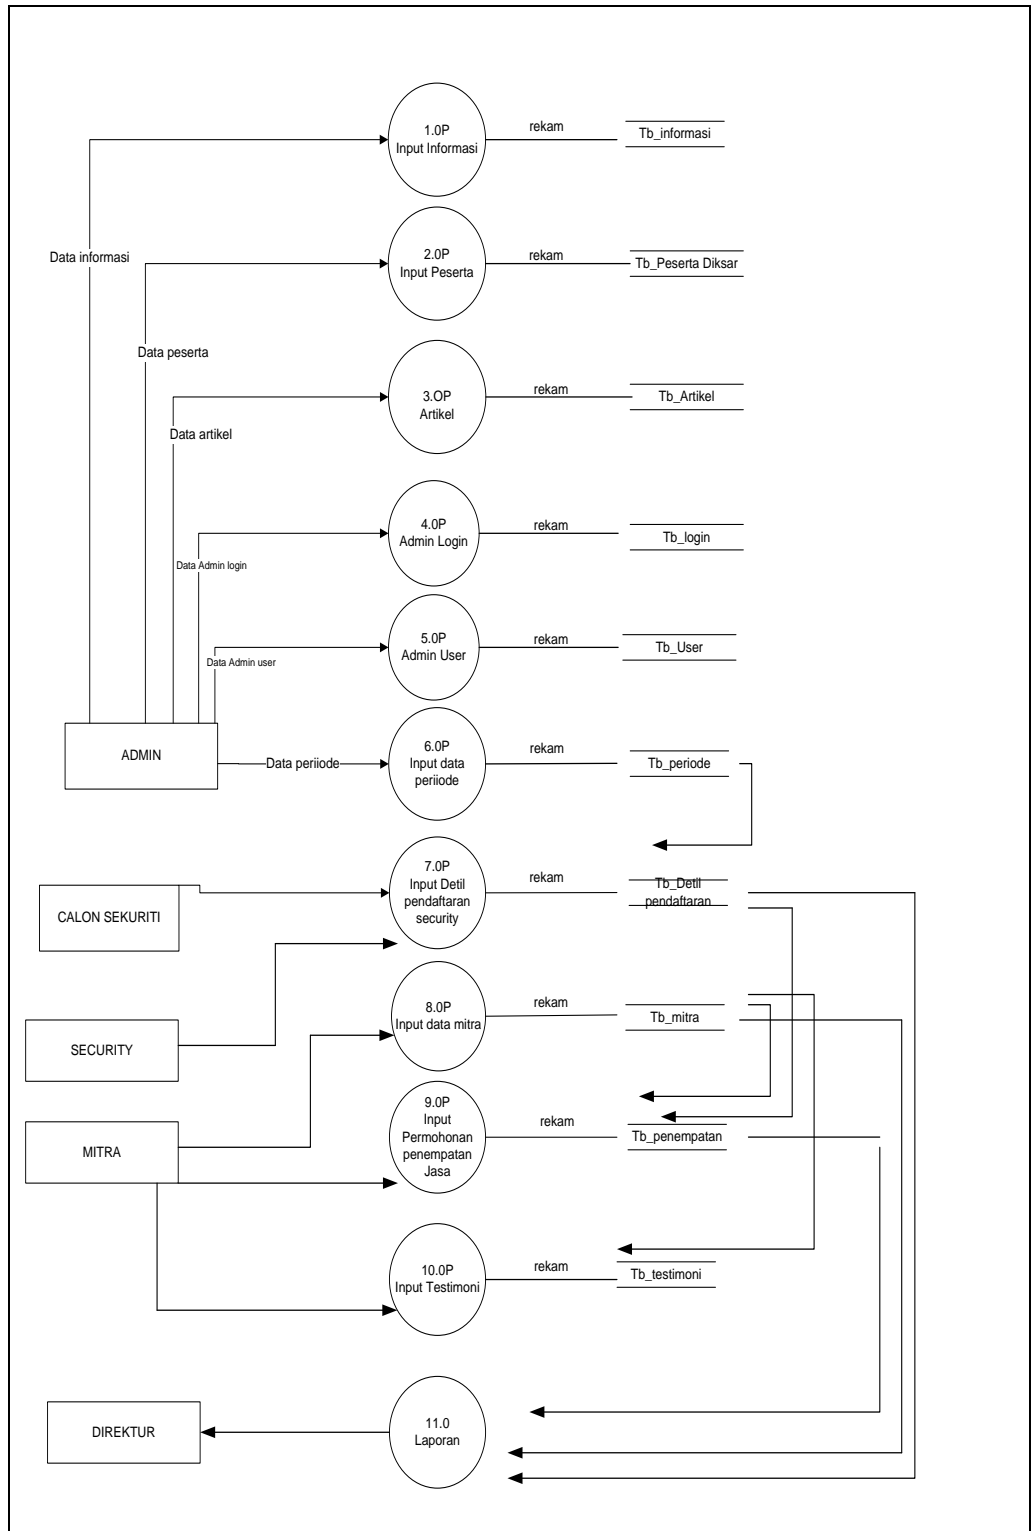 1.0P
Input Informasi
rekam
Tb_informasi
Data informasi
2.0P
Input Peserta
rekam
Tb_Peserta Diksar
Data peserta
3.OP
Artikel
rekam
Tb_Artikel
Data artikel
4.0P
Admin Login
rekam
Tb_login
Data Admin login
5.0P
Admin User
rekam
Tb_User
Data Admin user
ADMIN
Data periiode
6.0P
Input data
periiode
rekam
Tb_periode
CALON SEKURITI
7.0P
Input Detil
pendaftaran
security
rekam
Tb_Detil
pendaftaran
SECURITY
8.0P
Input data mitra
rekam
Tb_mitra
MITRA
9.0P
Input
Permohonan
penempatan
Jasa
rekam
Tb_penempatan
10.0P
Input Testimoni
rekam
Tb_testimoni
DIREKTUR
11.0
Laporan